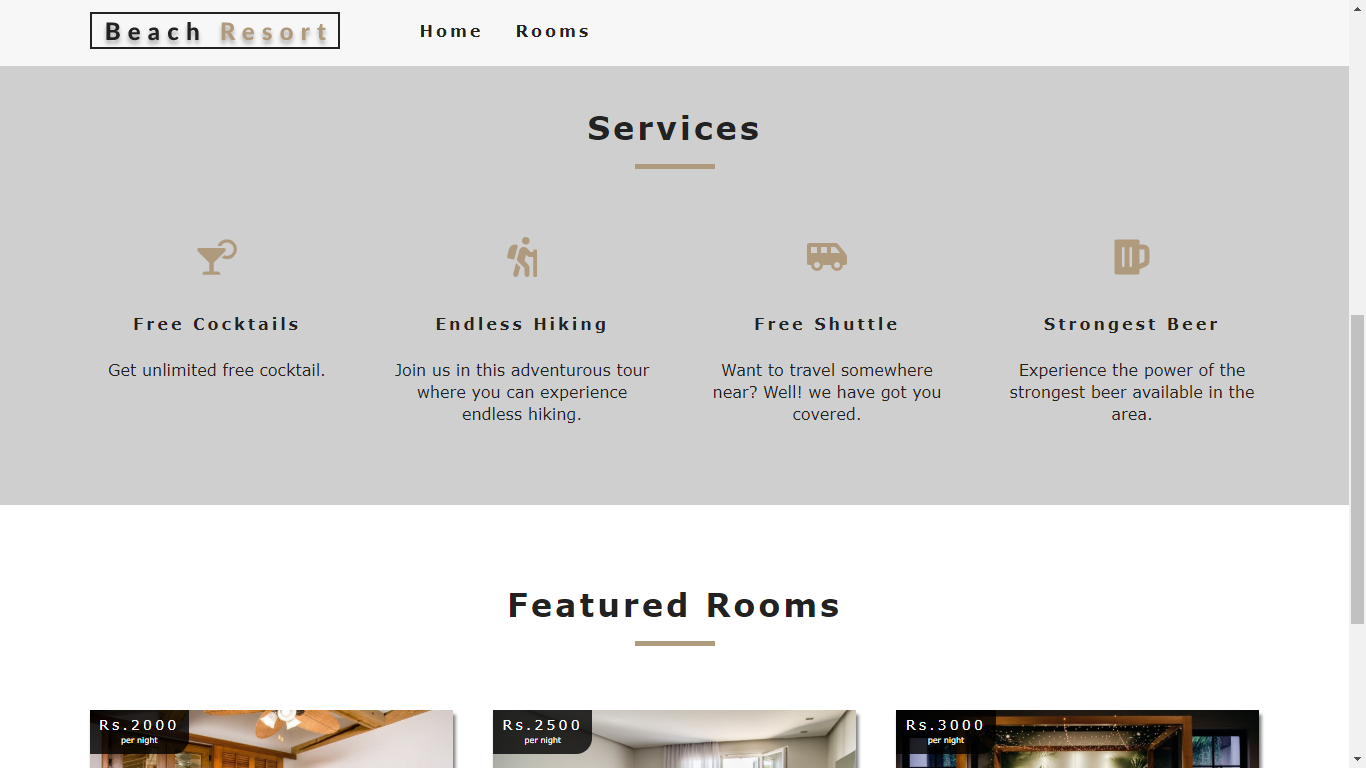 Beach Resort
Home
Rooms
Services
Free Cocktails
Get unlimited free cocktail.
Endless Hiking
Join us in this adventurous tour
where you can experience
endless hiking.
Free Shuttle
Want to travel somewhere
near? Well! we have got you
covered.
Strongest Beer
Experience the power of the
strongest beer available in the
area.
Featured Rooms
Rs.2000
per night
Rs.2500
per night
Rs.3000
per night